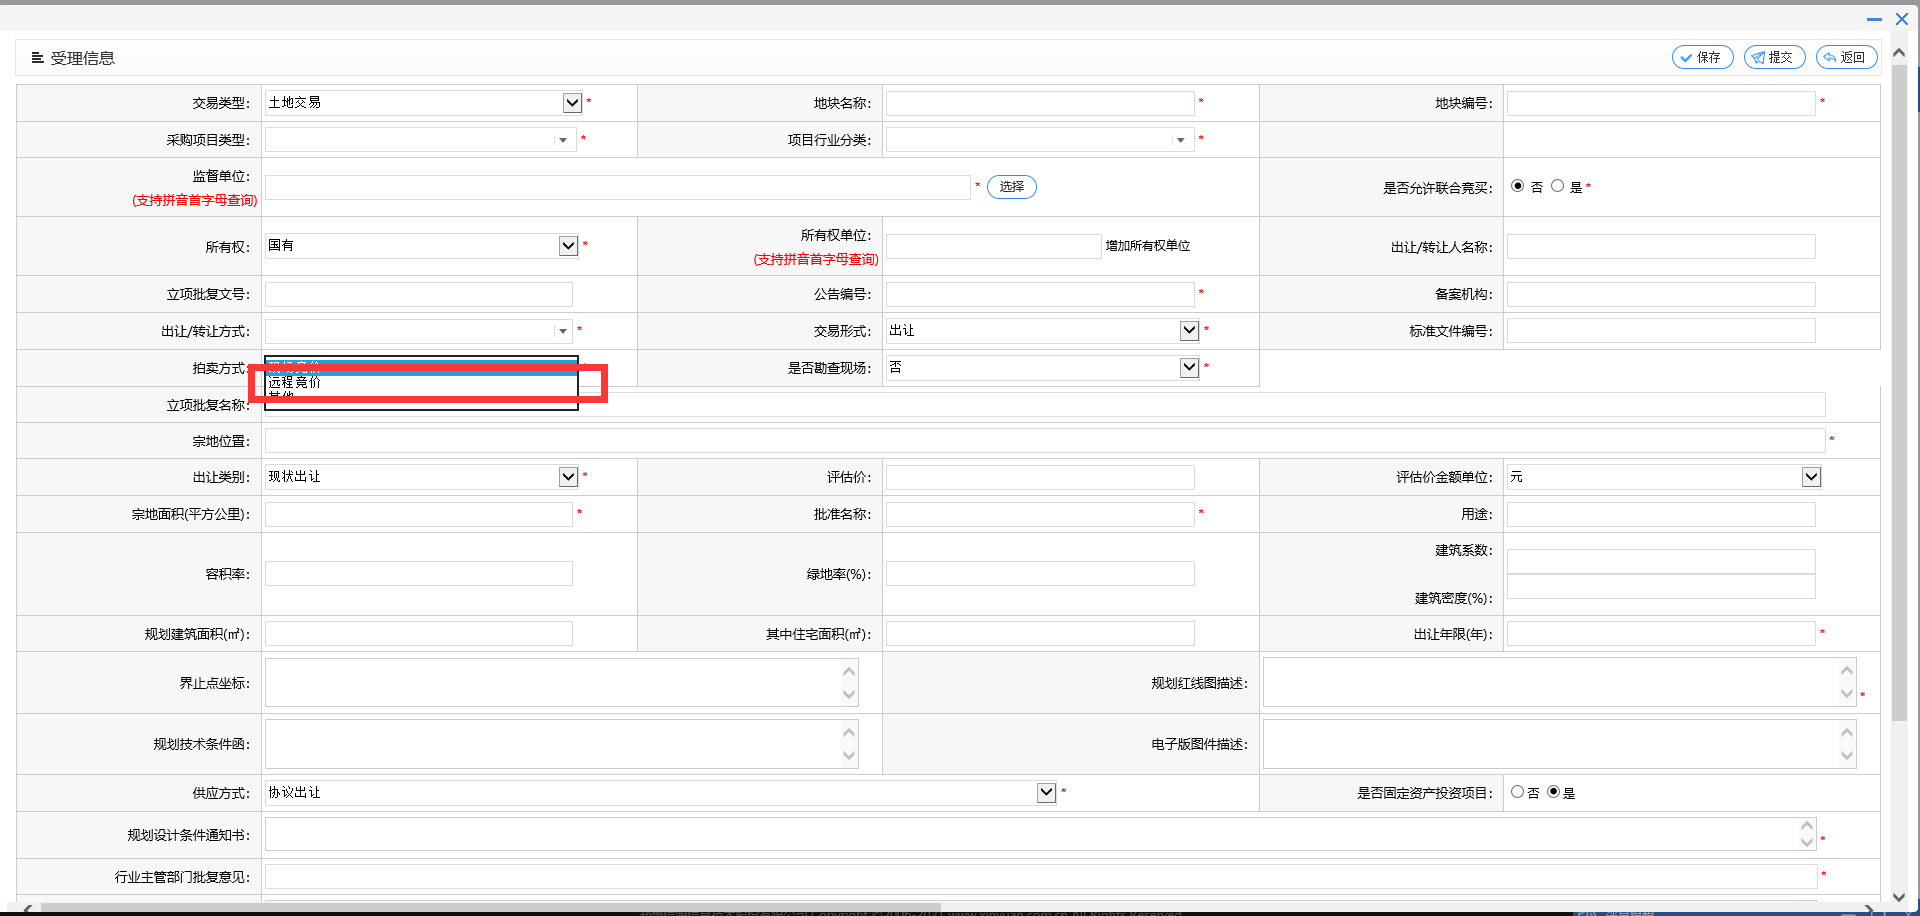 受理信息
保存 提交 返回
交易类型: 土地交易 * 地块名称: * 地块编号: *
采购项目类型: * 项目行业分类: *
监督单位:
(支持拼音首字母查询) * 选择 是否允许联合竞买: 否 是 *
所有权: 国有 * 所有权单位:
(支持拼音首字母查询) 增加所有权单位 出让/转让人名称:
立项批复文号: 公告编号: * 备案机构:
出让/转让方式: * 交易形式: 出让 * 标准文件编号:
拍卖方式: 现场竞价 是否勘查现场: 否 *
远程竞价
其他
立项批复名称:
宗地位置: *
出让类别: 现状出让 * 评估价: 评估价金额单位: 元
宗地面积(平方公里): * 批准名称: * 用途:
容积率: 绿地率(%): 建筑系数:
建筑密度(%):
规划建筑面积(㎡): 其中住宅面积(㎡): 出让年限(年): *
界止点坐标: 规划红线图描述: *
规划技术条件函: 电子版图件描述:
供应方式: 协议出让 * 是否固定资产投资项目: 否 是
规划设计条件通知书: *
行业主管部门批复意见: *